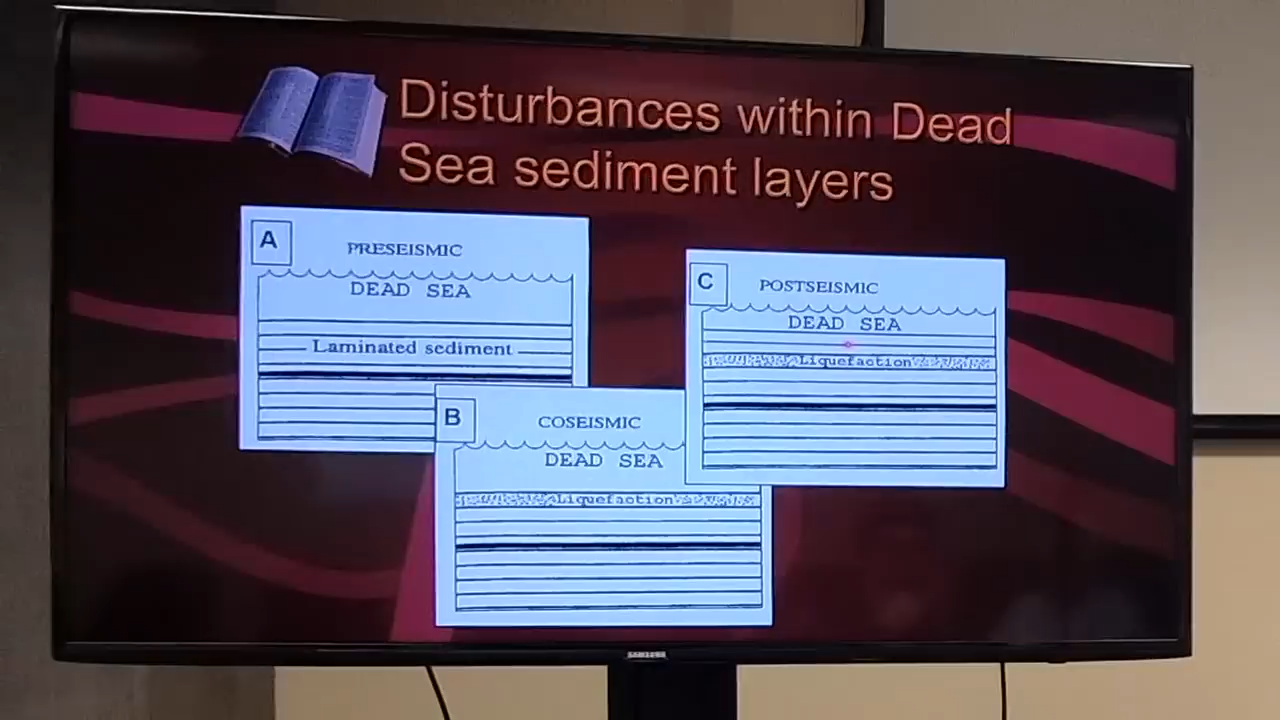 Disturbances within Dead
Sea sediment layers
A
PRESEISMIC
DEAD SEA
Laminated sediment
B
COSEISMIC
DEAD SEA
Liquefaction
C
POSTSEISMIC
DEAD SEA
Liquefaction
SAMSUNG